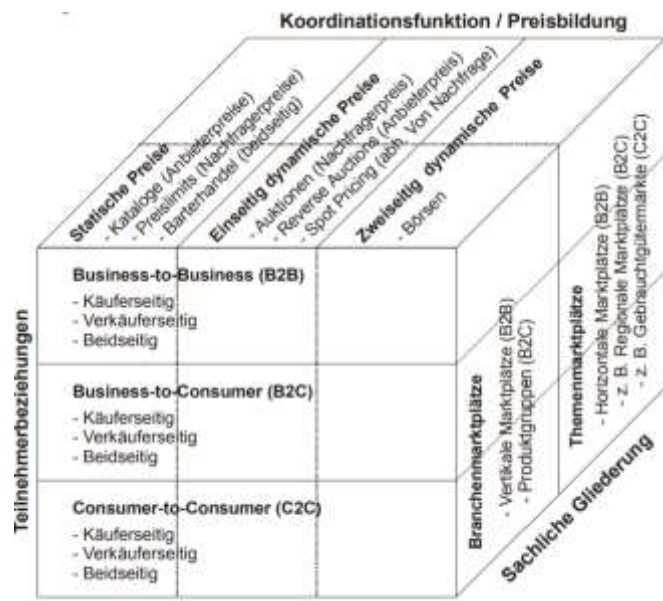 Koordinationsfunktion / Preisbildung
Statische Preise
- Kataloge (Anbieterpreise)
- Preislimits (Nachfragerpreise)
- Barterhandel (beidseitig)
Einseitig dynamische Preise
- Auktionen (Nachfragerpreis)
- Reverse Auctions (Anbieterpreis)
- Spot Pricing (abh. Von Nachfrage)
Zweiseitig dynamische Preise
- Börsen
Teilnehmerbeziehungen
Business-to-Business (B2B)
- Käuferseitig
- Verkäuferseitig
- Beidseitig
Business-to-Consumer (B2C)
- Käuferseitig
- Verkäuferseitig
- Beidseitig
Consumer-to-Consumer (C2C)
- Käuferseitig
- Verkäuferseitig
- Beidseitig
Branchenmarktplätze
- Vertikale Marktplätze (B2B)
- Produktgruppen (B2C)
Themenmarktplätze
- Horizontale Marktplätze (B2B)
- z. B. Regionale Marktplätze (B2C)
- z. B. Gebrauchtgütermärkte (C2C)
Sachliche Gliederung